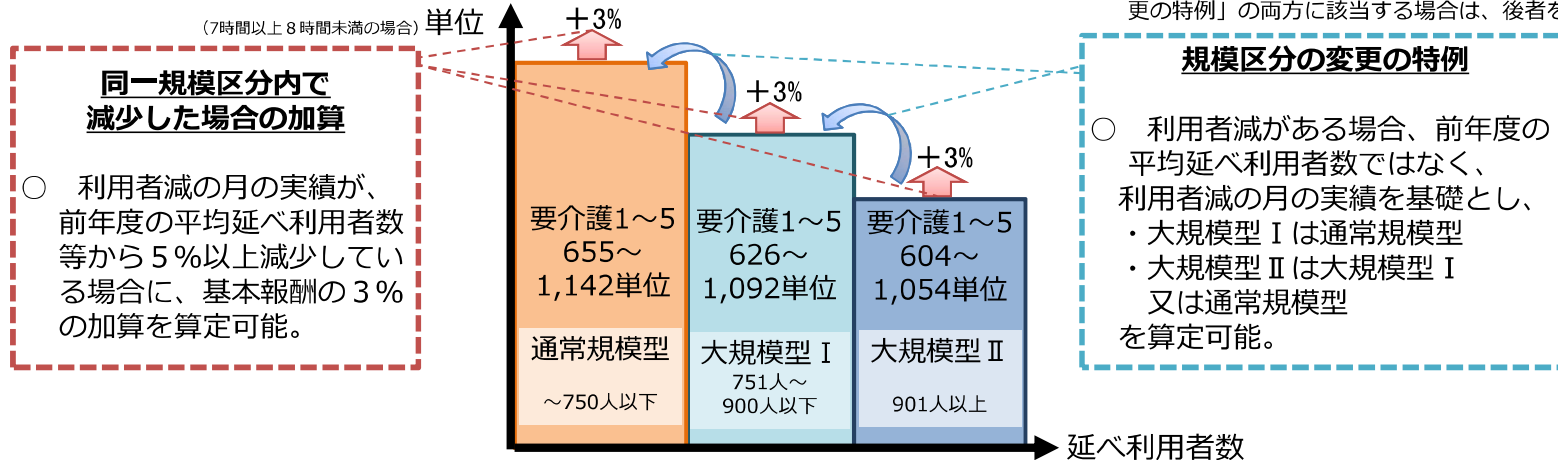 更の特例」の両方に該当する場合は、後者を
（7時間以上８時間未満の場合）
単位
同一規模区分内で
減少した場合の加算
○　利用者減の月の実績が、
前年度の平均延べ利用者数
等から５％以上減少してい
る場合に、基本報酬の３％
の加算を算定可能。
＋3%
＋3%
＋3%
要介護1～5
655～
1,142単位
通常規模型
～750人以下
要介護1～5
626～
1,092単位
大規模型Ⅰ
751人～
900人以下
要介護1～5
604～
1,054単位
大規模型Ⅱ
901人以上
延べ利用者数
規模区分の変更の特例
○　利用者減がある場合、前年度の
平均延べ利用者数ではなく、
利用者減の月の実績を基礎とし、
・大規模型Ⅰは通常規模型
・大規模型Ⅱは大規模型Ⅰ
又は通常規模型
を算定可能。